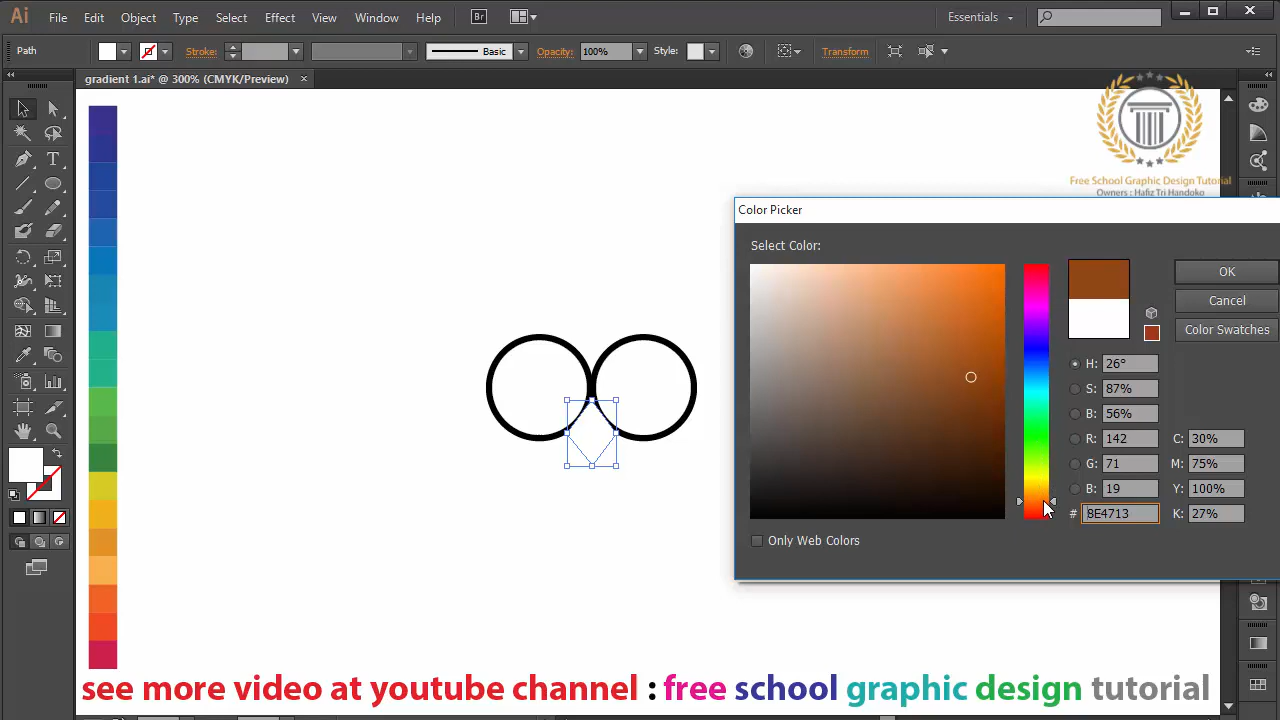 Ai File Edit Object Type Select Effect View Window Help Br Essentials
Path Stroke: Basic Opacity: 100% Style: Transform
gradient 1.ai* @ 300% (CMYK/Preview) ×
Free School Graphic Design Tutorial
Owners : Hafiz Tri Handoko
Color Picker
Select Color:
OK
Cancel
Color Swatches
H: 26°
S: 87%
B: 56%
R: 142 C: 30%
G: 71 M: 75%
B: 19 Y: 100%
# 8E4713 K: 27%
Only Web Colors
see more video at youtube channel : free school graphic design tutorial